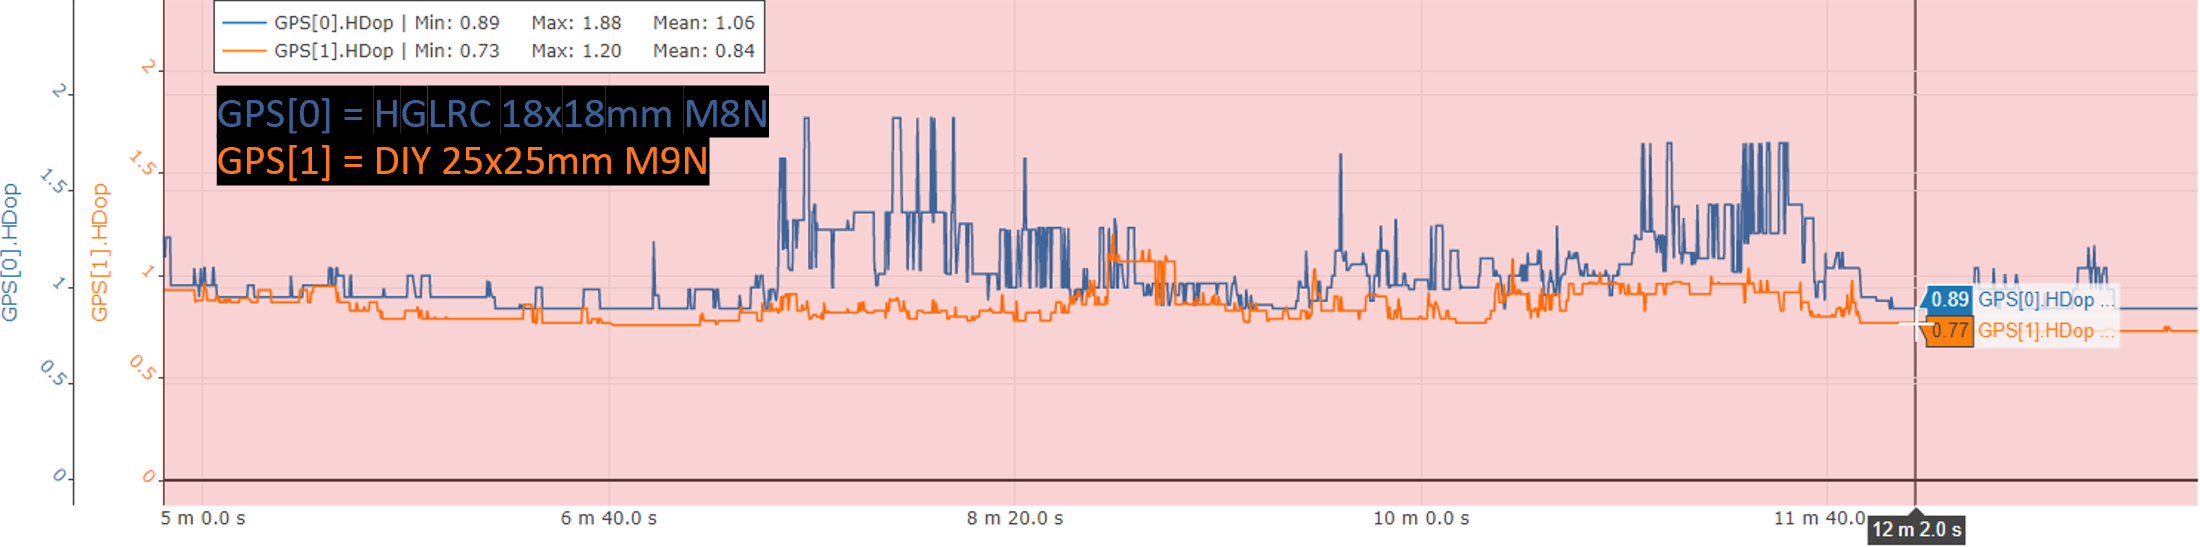 GPS[0].HDop | Min: 0.89 Max: 1.88 Mean: 1.06
GPS[1].HDop | Min: 0.73 Max: 1.20 Mean: 0.84
GPS[0] = HGLRC 18x18mm M8N
GPS[1] = DIY 25x25mm M9N
GPS[0].HDop
2
1.5
1
0.5
0
GPS[1].HDop
2
1.5
1
0.5
0
0.89 GPS[0].HDop ...
0.77 GPS[1].HDop ...
5 m 0.0 s
6 m 40.0 s
8 m 20.0 s
10 m 0.0 s
11 m 40.0
12 m 2.0 s